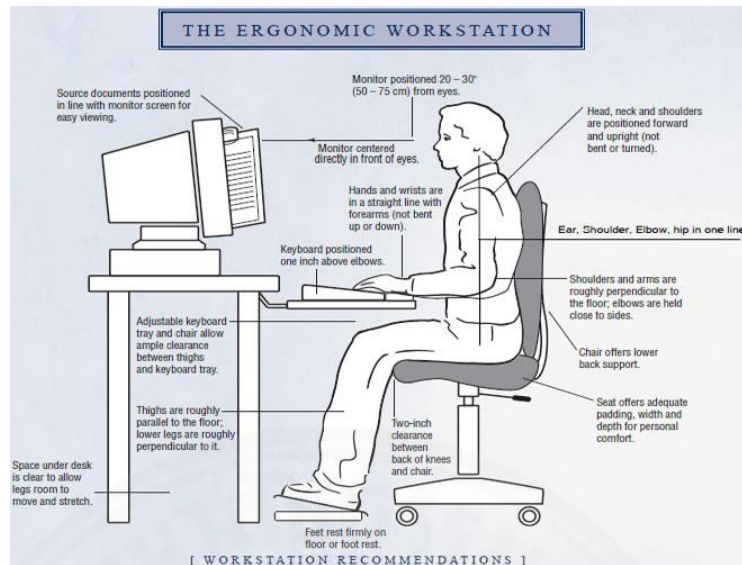 THE ERGONOMIC WORKSTATION
Monitor positioned 20 – 30"
(50 – 75 cm) from eyes.
Source documents positioned
in line with monitor screen for
easy viewing.
Head, neck and shoulders
are positioned forward
and upright (not
bent or turned).
Monitor centered
directly in front of eyes.
Hands and wrists are
in a straight line with
forearms (not bent
up or down).
Ear, Shoulder, Elbow, hip in one line
Keyboard positioned
one inch above elbows.
Shoulders and arms are
roughly perpendicular to
the floor; elbows are held
close to sides.
Adjustable keyboard
tray and chair allow
ample clearance
between thighs
and keyboard tray.
Chair offers lower
back support.
Thighs are roughly
parallel to the floor;
lower legs are roughly
perpendicular to it.
Two-inch
clearance
between
back of knees
and chair.
Seat offers adequate
padding, width and
depth for personal
comfort.
Space under desk
is clear to allow
legs room to
move and stretch.
Feet rest firmly on
floor or foot rest.
[ WORKSTATION RECOMMENDATIONS ]